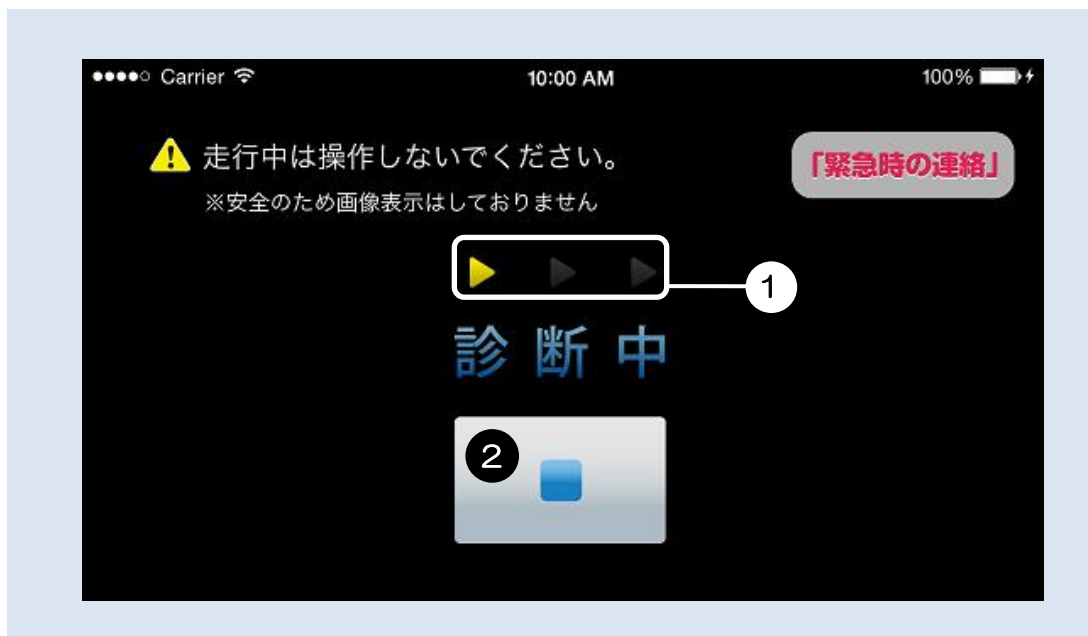 Carrier 10:00 AM 100%
走行中は操作しないでください。
「緊急時の連絡」
※安全のため画像表示はしておりません
1
診断中
2